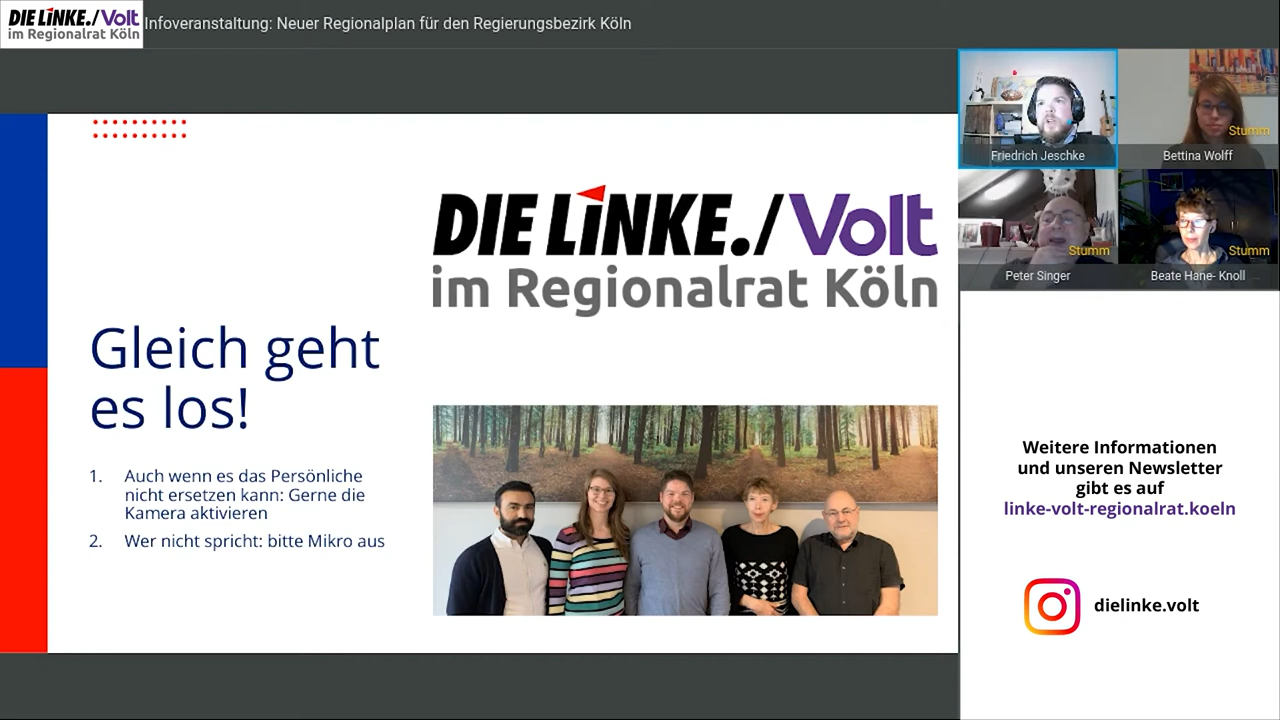 DIE LINKE./Volt
im Regionalrat Köln
Infoveranstaltung: Neuer Regionalplan für den Regierungsbezirk Köln
DIE LINKE./Volt
im Regionalrat Köln
Gleich geht
es los!
1. Auch wenn es das Persönliche
nicht ersetzen kann: Gerne die
Kamera aktivieren
2. Wer nicht spricht: bitte Mikro aus
Friedrich Jeschke
Stumm
Bettina Wolff
Stumm
Peter Singer
Stumm
Beate Hane- Knoll
Weitere Informationen
und unseren Newsletter
gibt es auf
linke-volt-regionalrat.koeln
dielinke.volt